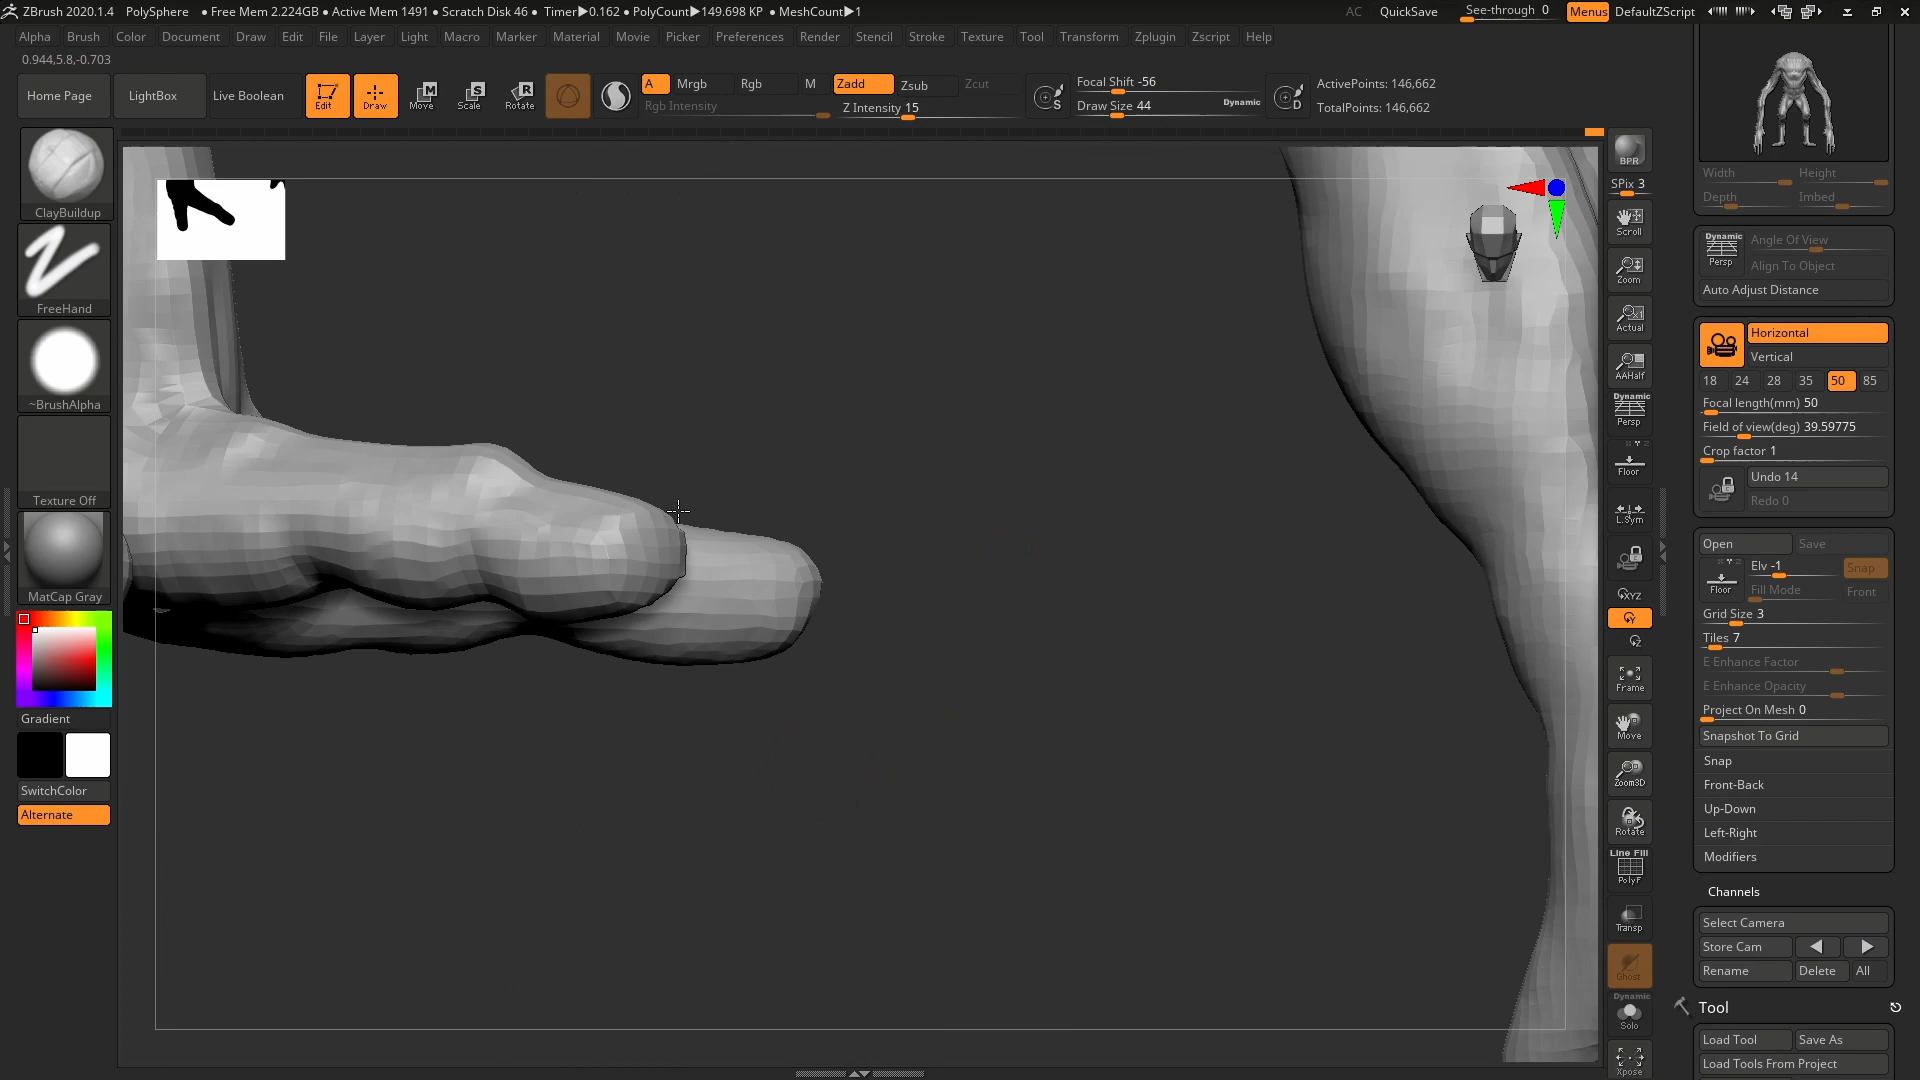 ZBrush 2020.1.4 PolySphere • Free Mem 2.224GB • Active Mem 1491 • Scratch Disk 46 • Timer▶0.162 • PolyCount▶149.698 KP • MeshCount▶1 AC QuickSave See-through 0 Menus DefaultZScript
Alpha Brush Color Document Draw Edit File Layer Light Macro Marker Material Movie Picker Preferences Render Stencil Stroke Texture Tool Transform Zplugin Zscript Help
0.944,5.8,-0.703
Home Page LightBox Live Boolean Edit Draw Move Scale Rotate
A Mrgb Rgb M Zadd Zsub Zcut
Rgb Intensity Z Intensity 15
Focal Shift -56
Draw Size 44 Dynamic
ActivePoints: 146,662
TotalPoints: 146,662
ClayBuildup
FreeHand
~BrushAlpha
Texture Off
MatCap Gray
Gradient
SwitchColor
Alternate
BPR
SPix 3
Scroll
Zoom
Actual
AAHalf
Dynamic
Persp
Floor
L.Sym
XYZ
Y
Z
Frame
Move
Zoom3D
Rotate
Line Fill
PolyF
Transp
Ghost
Dynamic
Solo
Xpose
Width Height
Depth Imbed
Dynamic
Persp
Angle Of View
Align To Object
Auto Adjust Distance
Horizontal
Vertical
18 24 28 35 50 85
Focal length(mm) 50
Field of view(deg) 39.59775
Crop factor 1
Undo 14
Redo 0
Open Save
Floor
Elv -1 Snap
Fill Mode Front
Grid Size 3
Tiles 7
E Enhance Factor
E Enhance Opacity
Project On Mesh 0
Snapshot To Grid
Snap
Front-Back
Up-Down
Left-Right
Modifiers
Channels
Select Camera
Store Cam
Rename Delete All
Tool
Load Tool Save As
Load Tools From Project